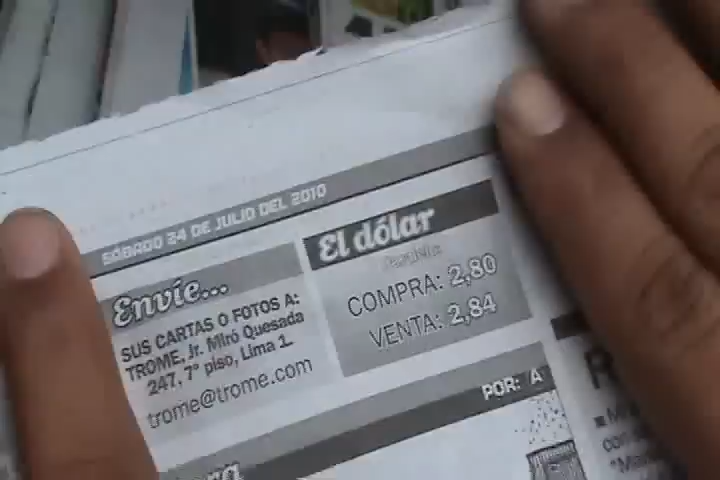 SÁBADO 24 DE JULIO DEL 2010
Envíe...
SUS CARTAS O FOTOS A:
TROME, Jr. Miró Quesada
247, 7º piso, Lima 1.
trome@trome.com
El dólar
COMPRA: 2,80
VENTA: 2,84
POR: A